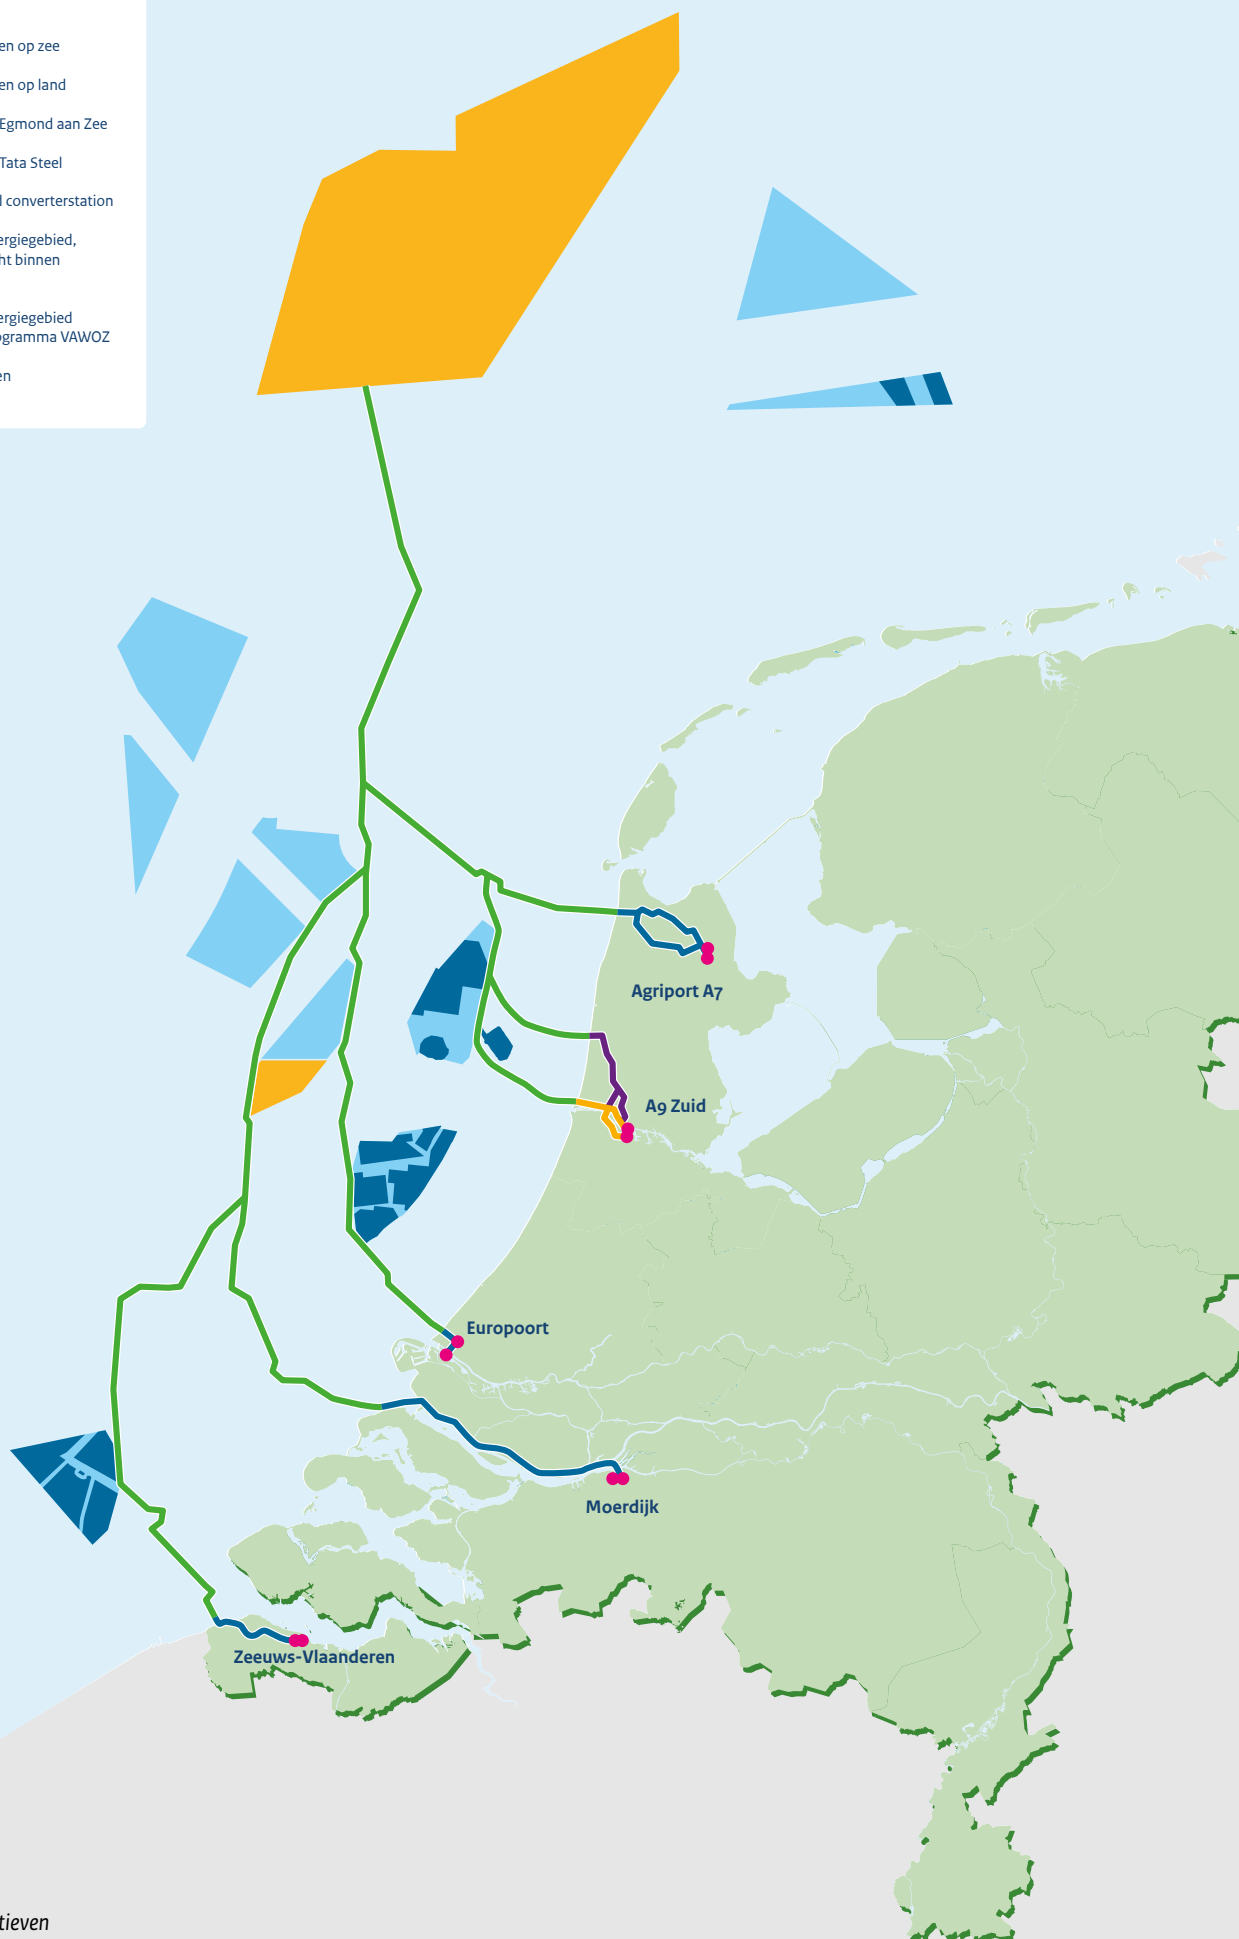 en op zee
en op land
Egmond aan Zee
Tata Steel
converterstation
ergiegebied,
ht binnen
ergiegebied
ogramma VAWOZ
en
Agriport A7
A9 Zuid
Europoort
Moerdijk
Zeeuws-Vlaanderen
tieven